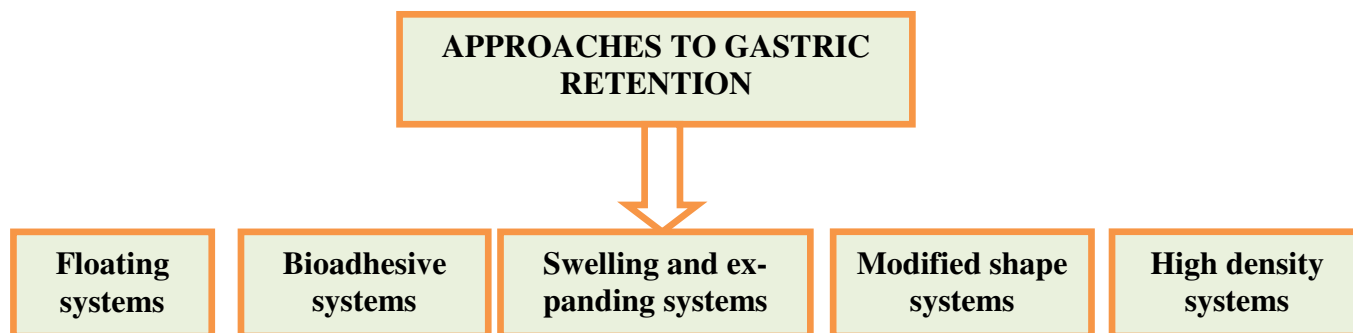 APPROACHES TO GASTRIC
RETENTION
Floating
systems
Bioadhesive
systems
Swelling and ex-
panding systems
Modified shape
systems
High density
systems